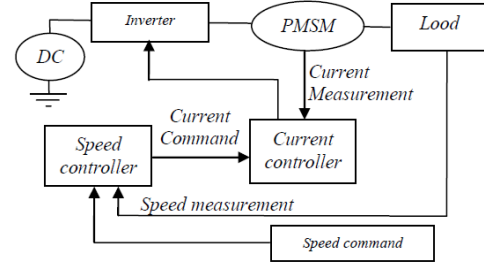 Inverter
PMSM
Lood
DC
Current
Measurement
Current
Command
Speed
controller
Current
controller
Speed measurement
Speed command